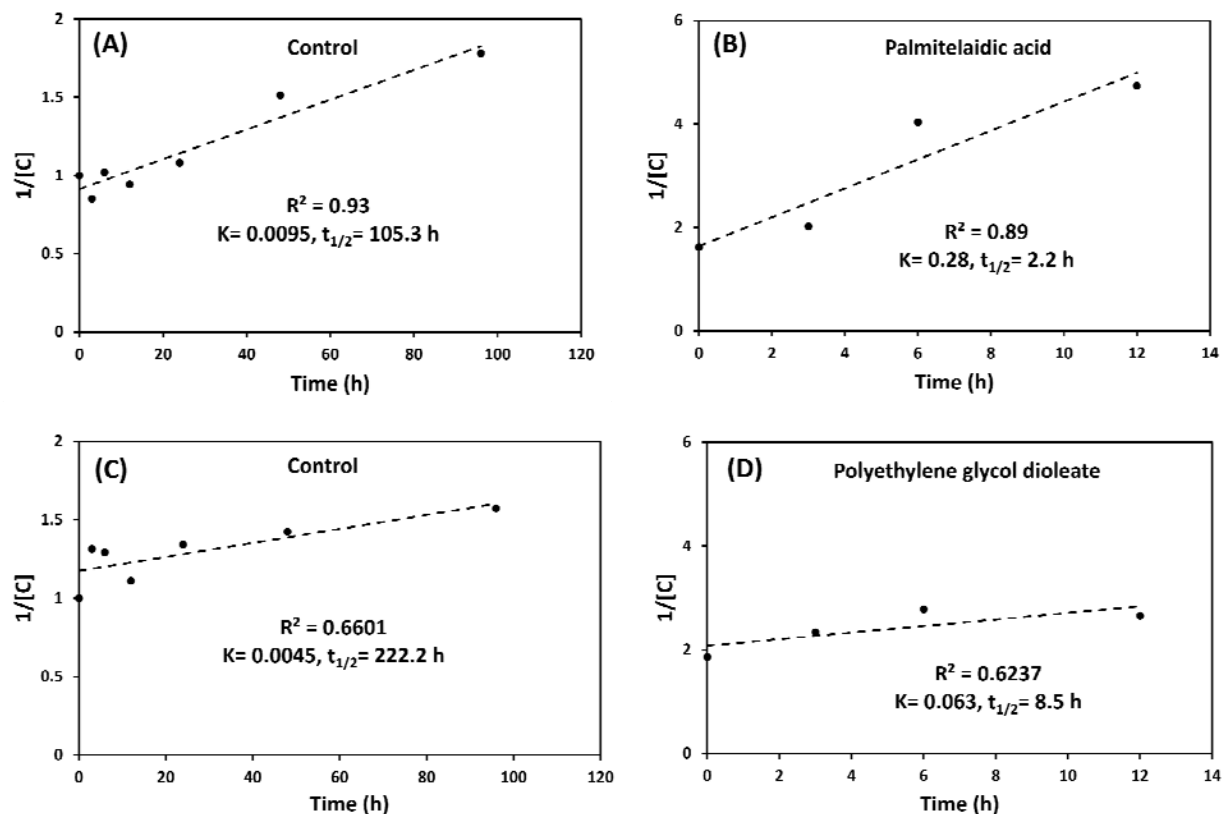 (A)
Control
2
1.5
1
0.5
0
1/[C]
R² = 0.93
K= 0.0095, t1/2= 105.3 h
0 20 40 60 80 100 120
Time (h)
(B)
Palmitelaidic acid
6
4
2
0
1/[C]
R² = 0.89
K= 0.28, t1/2= 2.2 h
0 2 4 6 8 10 12 14
Time (h)
(C)
Control
2
1.5
1
0.5
0
1/[C]
R² = 0.6601
K= 0.0045, t1/2= 222.2 h
0 20 40 60 80 100 120
Time (h)
(D)
Polyethylene glycol dioleate
6
4
2
0
1/[C]
R² = 0.6237
K= 0.063, t1/2= 8.5 h
0 2 4 6 8 10 12 14
Time (h)